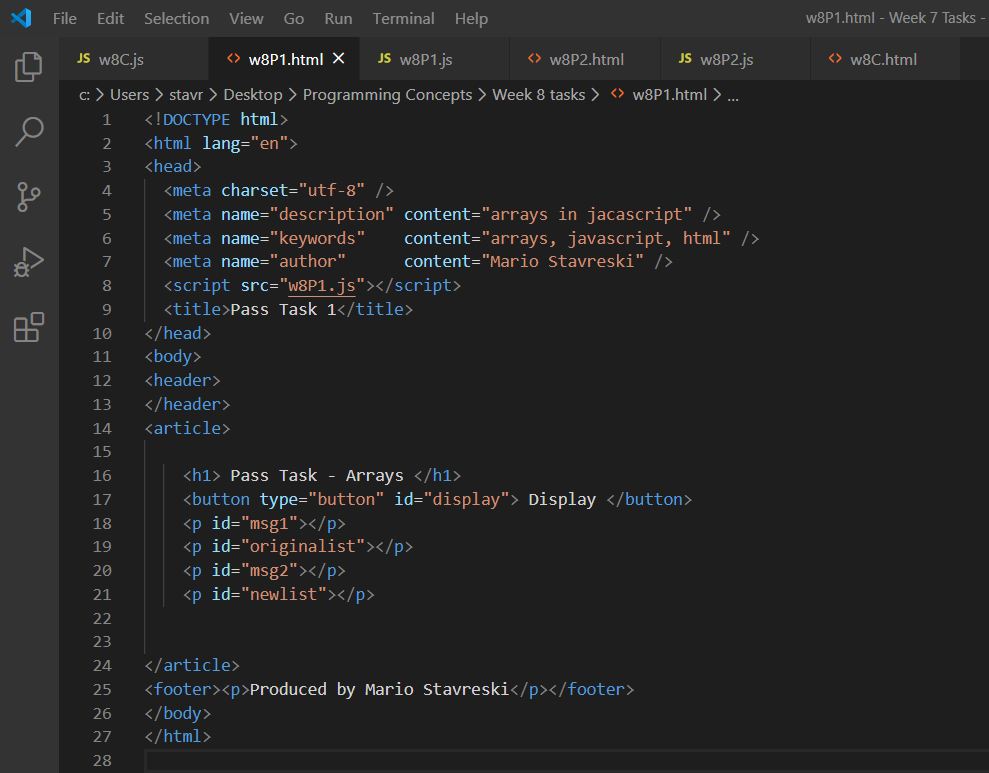 File Edit Selection View Go Run Terminal Help w8P1.html - Week 7 Tasks -
JS w8C.js <> w8P1.html × JS w8P1.js <> w8P2.html JS w8P2.js <> w8C.html
c: > Users > stavr > Desktop > Programming Concepts > Week 8 tasks > <> w8P1.html > ...
1 <!DOCTYPE html>
2 <html lang="en">
3 <head>
4 <meta charset="utf-8" />
5 <meta name="description" content="arrays in jacascript" />
6 <meta name="keywords" content="arrays, javascript, html" />
7 <meta name="author" content="Mario Stavreski" />
8 <script src="w8P1.js"></script>
9 <title>Pass Task 1</title>
10 </head>
11 <body>
12 <header>
13 </header>
14 <article>
15
16 <h1> Pass Task - Arrays </h1>
17 <button type="button" id="display"> Display </button>
18 <p id="msg1"></p>
19 <p id="originalist"></p>
20 <p id="msg2"></p>
21 <p id="newlist"></p>
22
23
24 </article>
25 <footer><p>Produced by Mario Stavreski</p></footer>
26 </body>
27 </html>
28